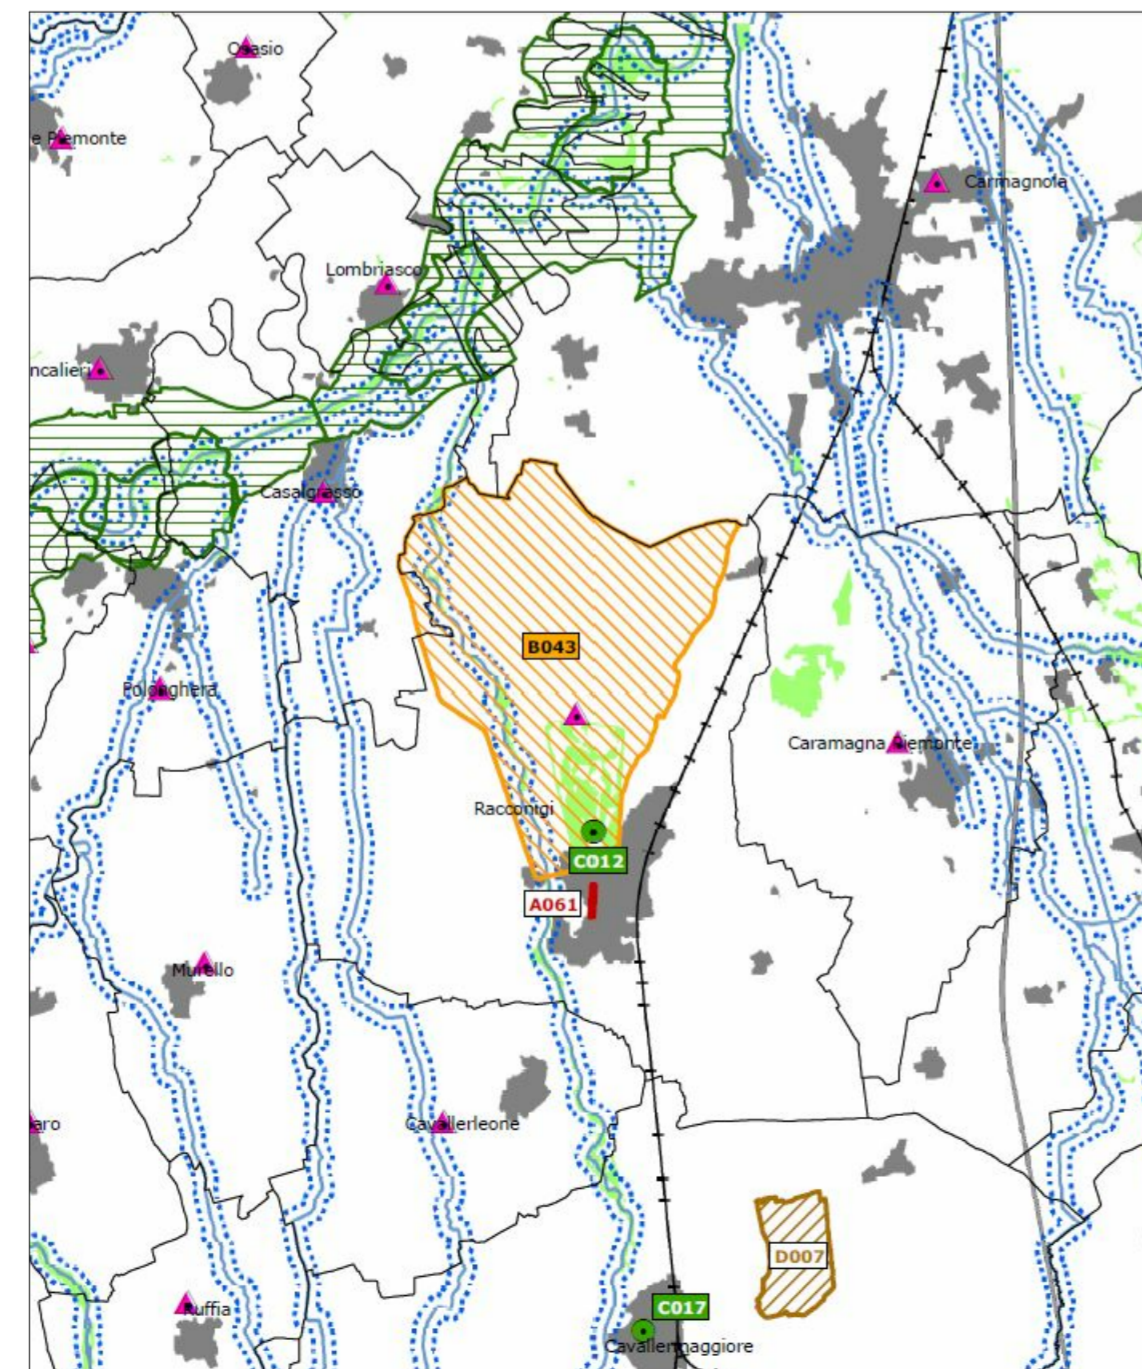 Osasio
e Piemonte
Carmagnola
Lombriasco
ncalieri
Casalgrasso
B043
Polonghera
Caramagna Piemonte
Racconigi
C012
A061
Murello
aro
Cavallerleone
D007
Ruffia
C017
Cavallermaggiore